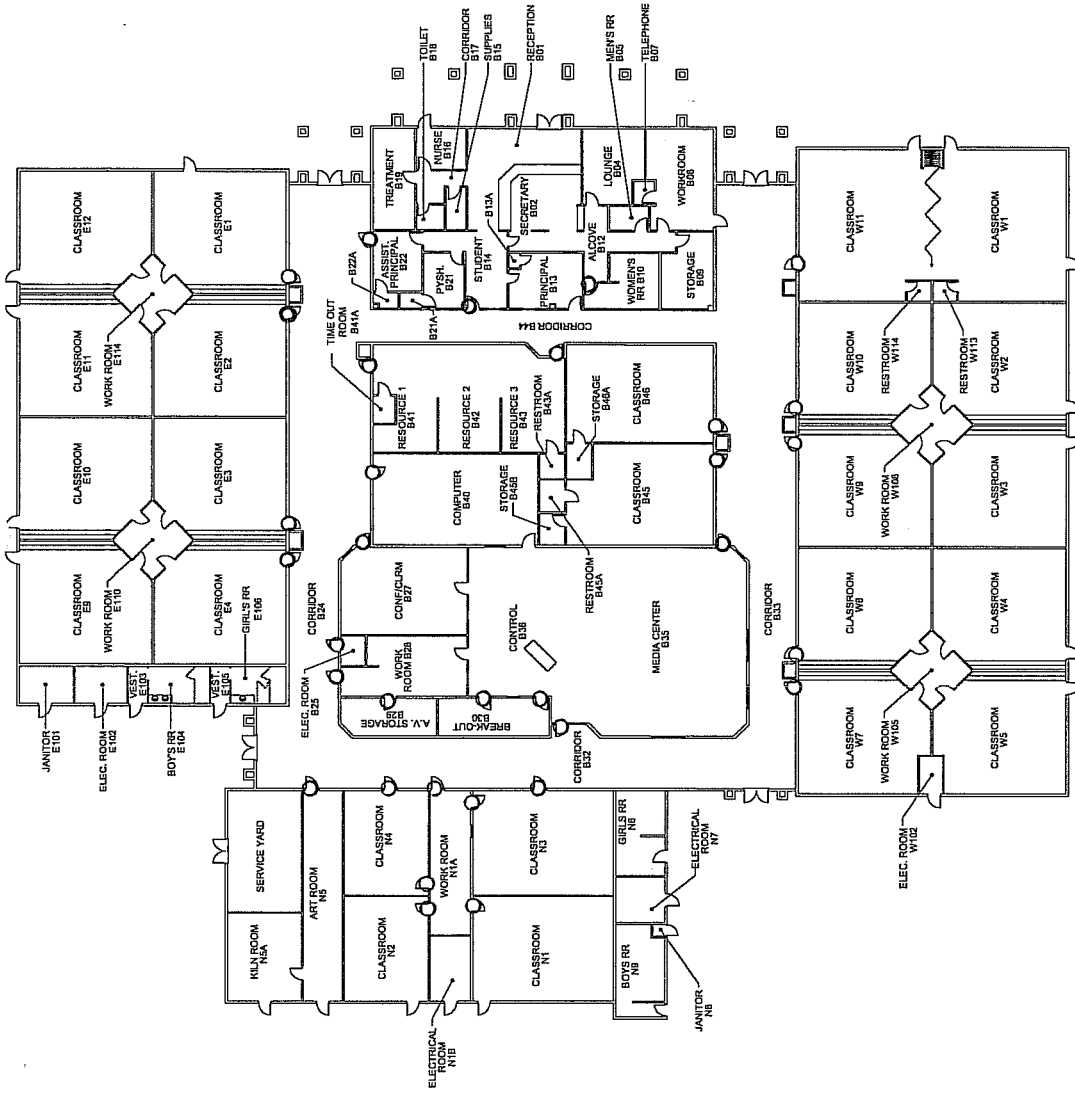 JANITOR
E101
ELEC. ROOM
E102
BOY'S RR
E104
VEST.
E103
VEST.
E105
GIRL'S RR
E106
CLASSROOM
E9
WORK ROOM
E110
CLASSROOM
E4
CLASSROOM
E10
CLASSROOM
E3
CLASSROOM
E11
WORK ROOM
E114
CLASSROOM
E2
CLASSROOM
E12
CLASSROOM
E1
KILN ROOM
N5A
SERVICE YARD
ART ROOM
N5
CLASSROOM
N2
CLASSROOM
N4
ELECTRICAL
ROOM
N1B
WORK ROOM
N1A
CLASSROOM
N1
CLASSROOM
N3
BOYS RR
N9
JANITOR
N8
ELECTRICAL
ROOM
N7
GIRLS RR
N6
CORRIDOR
B24
ELEC. ROOM
B25
A.V. STORAGE
B29
BREAK-OUT
B30
CORRIDOR
B32
WORK
ROOM B28
CONF/CLRM
B27
CONTROL
B36
MEDIA CENTER
B35
CORRIDOR
B33
COMPUTER
B40
STORAGE
B45B
RESTROOM
B45A
CLASSROOM
B45
TIME OUT
ROOM
B41A
RESOURCE 1
B41
RESOURCE 2
B42
RESOURCE 3
B43
RESTROOM
B43A
STORAGE
B46A
CLASSROOM
B46
CORRIDOR B44
B22A
B21A
ASSIST.
PRINCIPAL
B22
PYSH.
B21
STUDENT
B14
B13A
PRINCIPAL
B13
ALCOVE
B12
WOMEN'S
RR B10
STORAGE
B09
TREATMENT
B19
NURSE
B16
SECRETARY
B02
LOUNGE
B04
WORKROOM
B08
TOILET
B18
CORRIDOR
B17
SUPPLIES
B15
RECEPTION
B01
MEN'S RR
B05
TELEPHONE
B07
CLASSROOM
W7
WORK ROOM
W105
CLASSROOM
W5
ELEC. ROOM
W102
CLASSROOM
W8
CLASSROOM
W4
CLASSROOM
W9
WORK ROOM
W108
CLASSROOM
W3
CLASSROOM
W10
RESTROOM
W114
RESTROOM
W113
CLASSROOM
W2
CLASSROOM
W11
CLASSROOM
W1